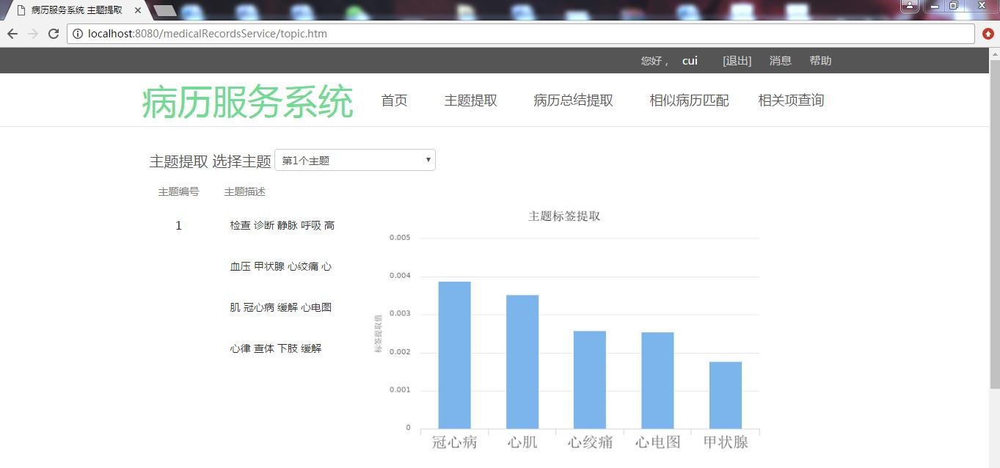 病历服务系统 主题提取
localhost:8080/medicalRecordsService/topic.htm
您好， cui [退出] 消息 帮助
病历服务系统 首页 主题提取 病历总结提取 相似病历匹配 相关项查询
主题提取 选择主题 第1个主题
主题编号 主题描述
1 检查 诊断 静脉 呼吸 高
血压 甲状腺 心绞痛 心
肌 冠心病 缓解 心电图
心律 查体 下肢 缓解
主题标签提取
标签提取值
0.005
0.004
0.003
0.002
0.001
0
冠心病 心肌 心绞痛 心电图 甲状腺